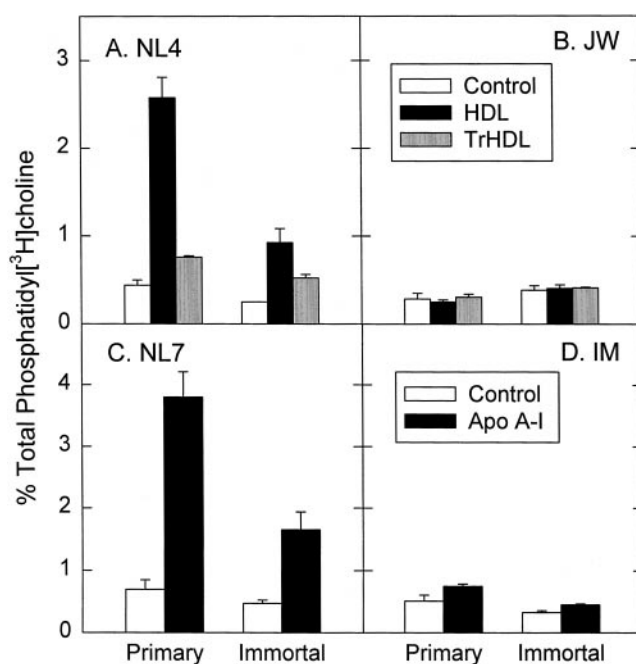 A. NL4
B. JW
Control
HDL
TrHDL
3
2
1
0
C. NL7
D. IM
Control
Apo A-I
4
3
2
1
0
% Total Phosphatidyl[³H]choline
Primary Immortal Primary Immortal